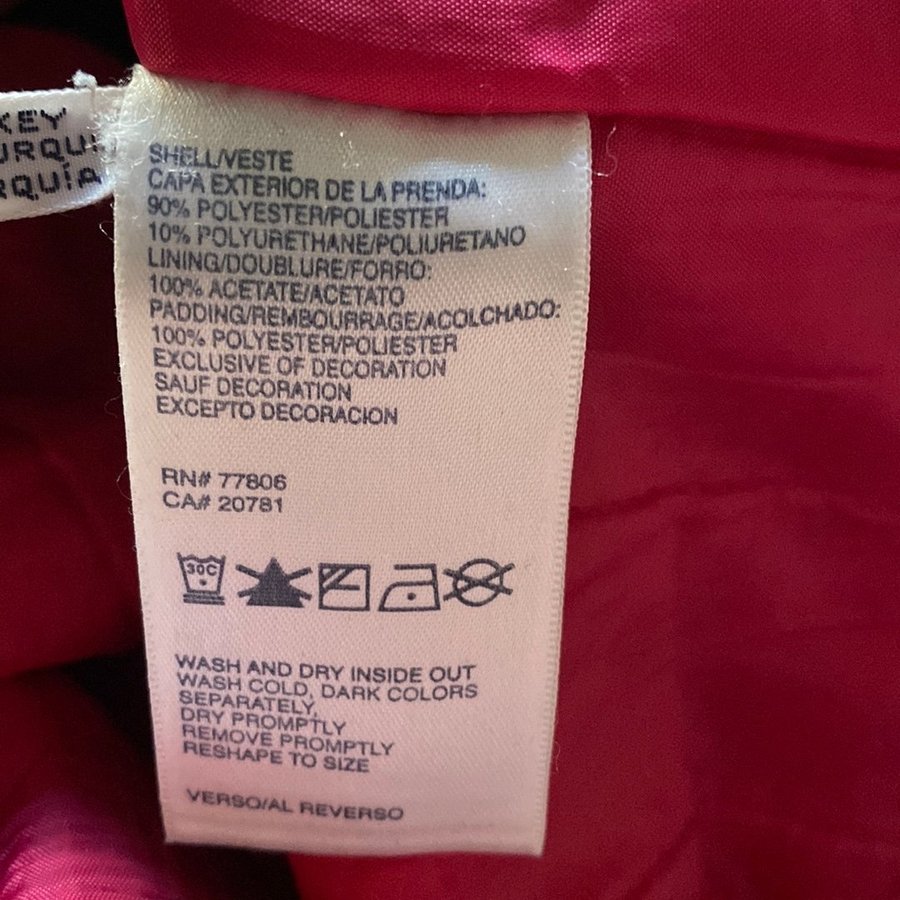 KEY
URQU
RQUÍA
SHELL/VESTE
CAPA EXTERIOR DE LA PRENDA:
90% POLYESTER/POLIESTER
10% POLYURETHANE/POLIURETANO
LINING/DOUBLURE/FORRO:
100% ACETATE/ACETATO
PADDING/REMBOURRAGE/ACOLCHADO:
100% POLYESTER/POLIESTER
EXCLUSIVE OF DECORATION
SAUF DECORATION
EXCEPTO DECORACION
RN# 77806
CA# 20781
30C
WASH AND DRY INSIDE OUT
WASH COLD, DARK COLORS
SEPARATELY,
DRY PROMPTLY
REMOVE PROMPTLY
RESHAPE TO SIZE
VERSO/AL REVERSO